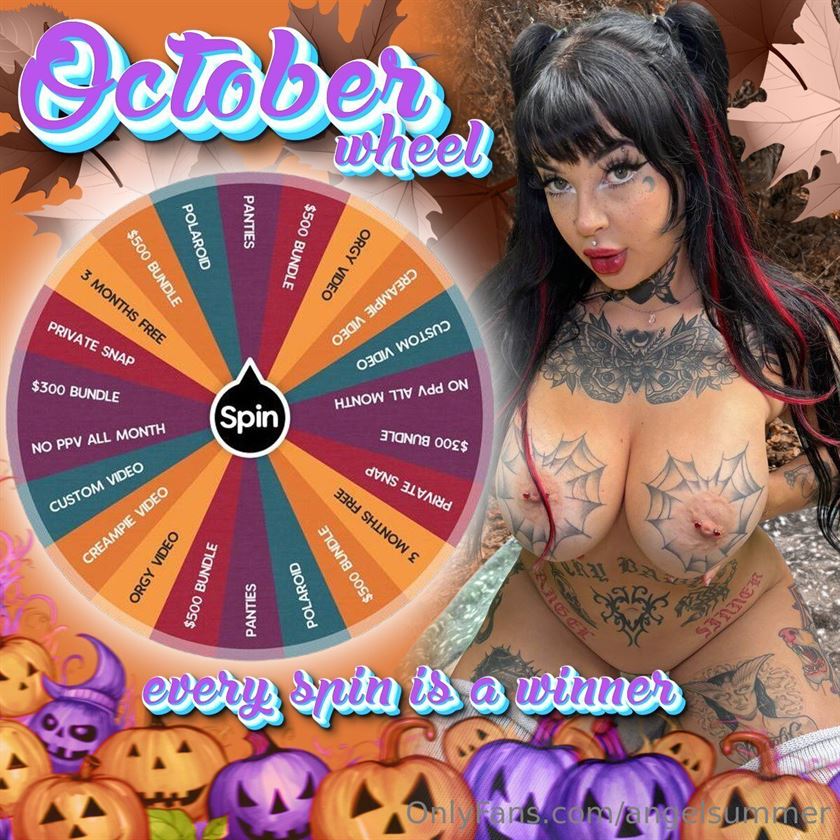 October
wheel
PANTIES
$500 BUNDLE
ORGY VIDEO
CREAMPIE VIDEO
CUSTOM VIDEO
NO PPV ALL MONTH
$300 BUNDLE
PRIVATE SNAP
3 MONTHS FREE
$500 BUNDLE
POLAROID
PANTIES
$500 BUNDLE
ORGY VIDEO
CREAMPIE VIDEO
CUSTOM VIDEO
NO PPV ALL MONTH
$300 BUNDLE
PRIVATE SNAP
3 MONTHS FREE
$500 BUNDLE
POLAROID
Spin
ANGEL
SINNER
every spin is a winner
OnlyFans.com/angelsummer